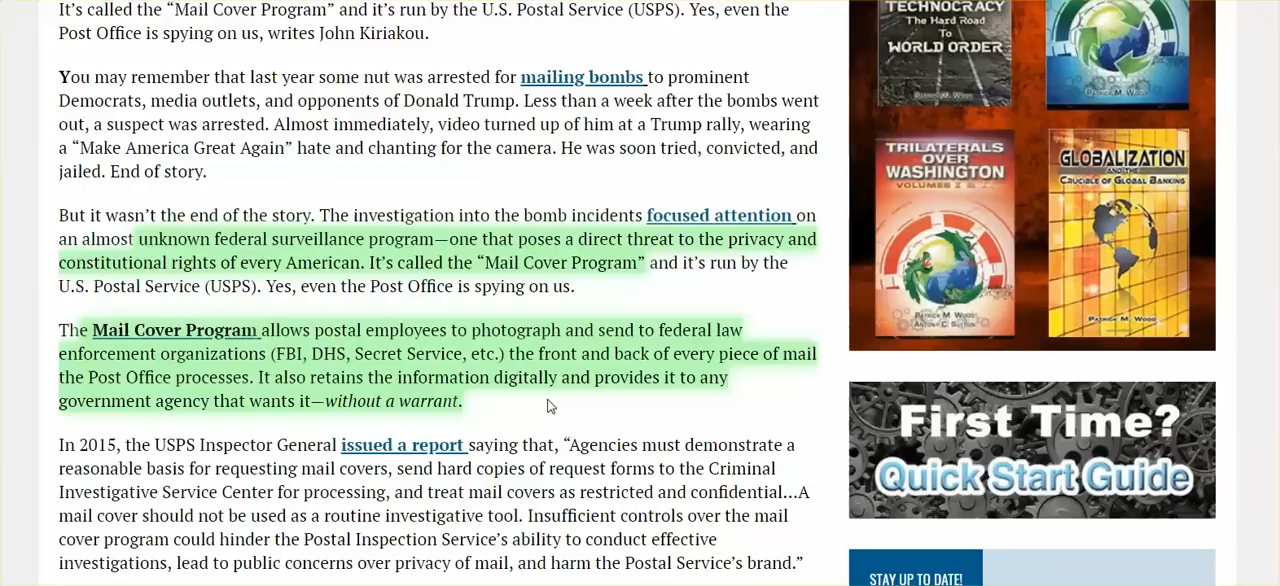 It's called the “Mail Cover Program” and it's run by the U.S. Postal Service (USPS). Yes, even the
Post Office is spying on us, writes John Kiriakou.
You may remember that last year some nut was arrested for mailing bombs to prominent
Democrats, media outlets, and opponents of Donald Trump. Less than a week after the bombs went
out, a suspect was arrested. Almost immediately, video turned up of him at a Trump rally, wearing
a “Make America Great Again” hate and chanting for the camera. He was soon tried, convicted, and
jailed. End of story.
But it wasn't the end of the story. The investigation into the bomb incidents focused attention on
an almost unknown federal surveillance program—one that poses a direct threat to the privacy and
constitutional rights of every American. It's called the “Mail Cover Program” and it's run by the
U.S. Postal Service (USPS). Yes, even the Post Office is spying on us.
The Mail Cover Program allows postal employees to photograph and send to federal law
enforcement organizations (FBI, DHS, Secret Service, etc.) the front and back of every piece of mail
the Post Office processes. It also retains the information digitally and provides it to any
government agency that wants it—without a warrant.
In 2015, the USPS Inspector General issued a report saying that, “Agencies must demonstrate a
reasonable basis for requesting mail covers, send hard copies of request forms to the Criminal
Investigative Service Center for processing, and treat mail covers as restricted and confidential…A
mail cover should not be used as a routine investigative tool. Insufficient controls over the mail
cover program could hinder the Postal Inspection Service's ability to conduct effective
investigations, lead to public concerns over privacy of mail, and harm the Postal Service's brand.”
TECHNOCRACY
The Hard Road
To
WORLD ORDER
Patrick M. Wood
Patrick M. Wood
TRILATERALS
OVER
WASHINGTON
VOLUMES I & II
Patrick M. Wood
Antony C. Sutton
GLOBALIZATION
AND THE
CRUCIBLE OF GLOBAL BANKING
PATRICK M. WOOD
First Time?
Quick Start Guide
STAY UP TO DATE!